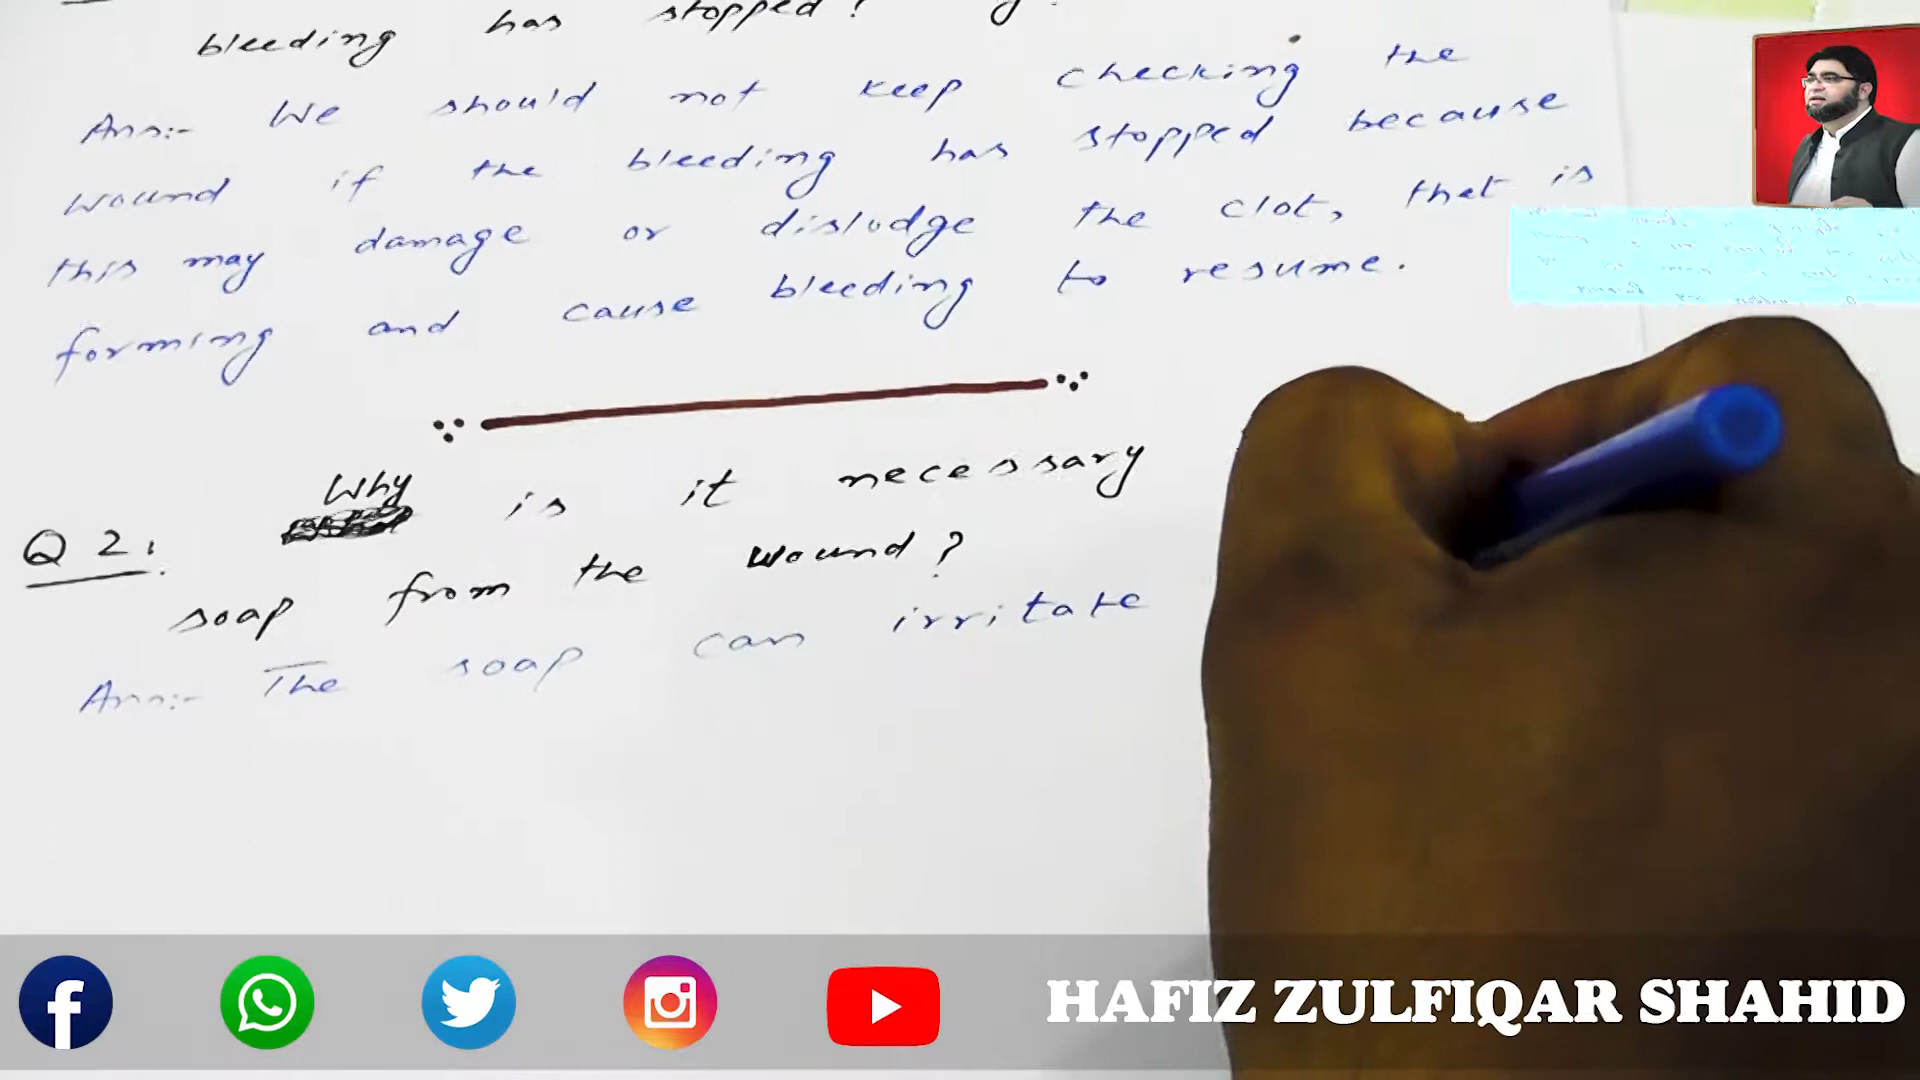 bleeding has stopped?
Ans:- We should not keep checking the
wound if the bleeding has stopped because
this may damage or dislodge the clot, that is
forming and cause bleeding to resume.
Q 2. Why is it necessary
soap from the wound?
Ans:- The soap can irritate
HAFIZ ZULFIQAR SHAHID